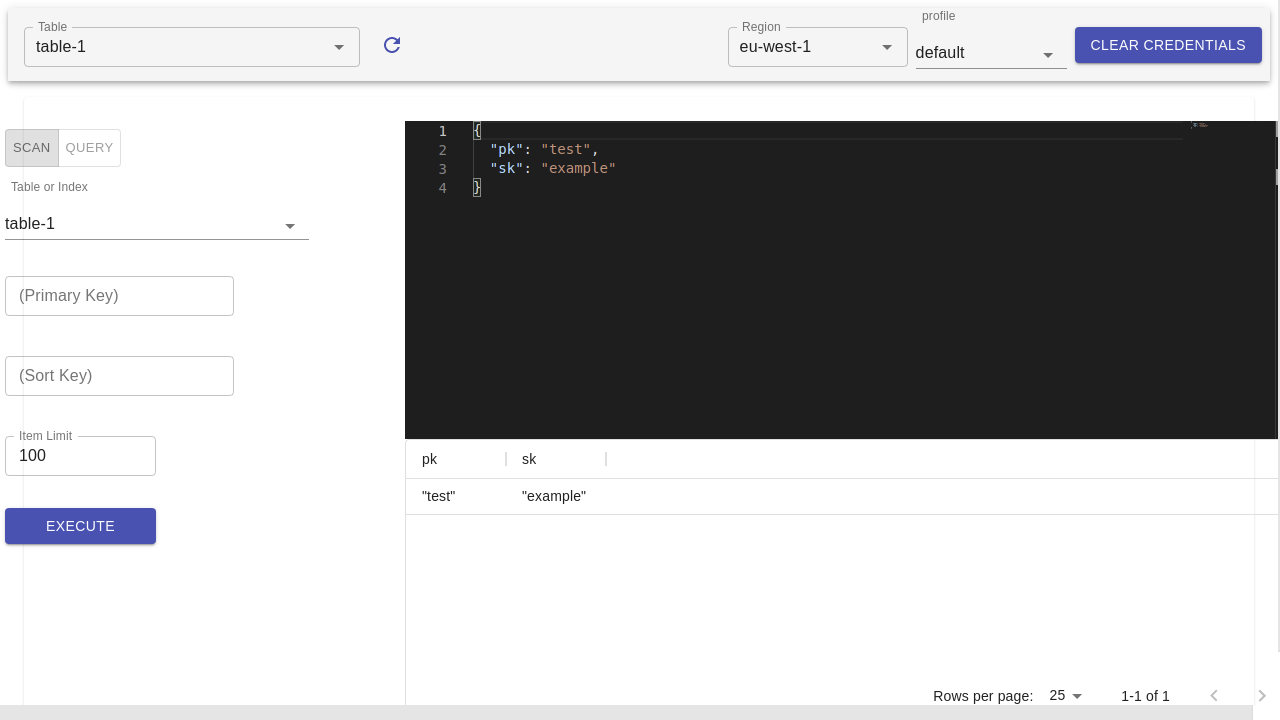 Table
table-1
Region
eu-west-1
profile
default
CLEAR CREDENTIALS
SCAN QUERY
Table or Index
table-1
(Primary Key)
(Sort Key)
Item Limit
100
EXECUTE
1 {
2 "pk": "test",
3 "sk": "example"
4 }
pk sk
"test" "example"
Rows per page: 25 1-1 of 1